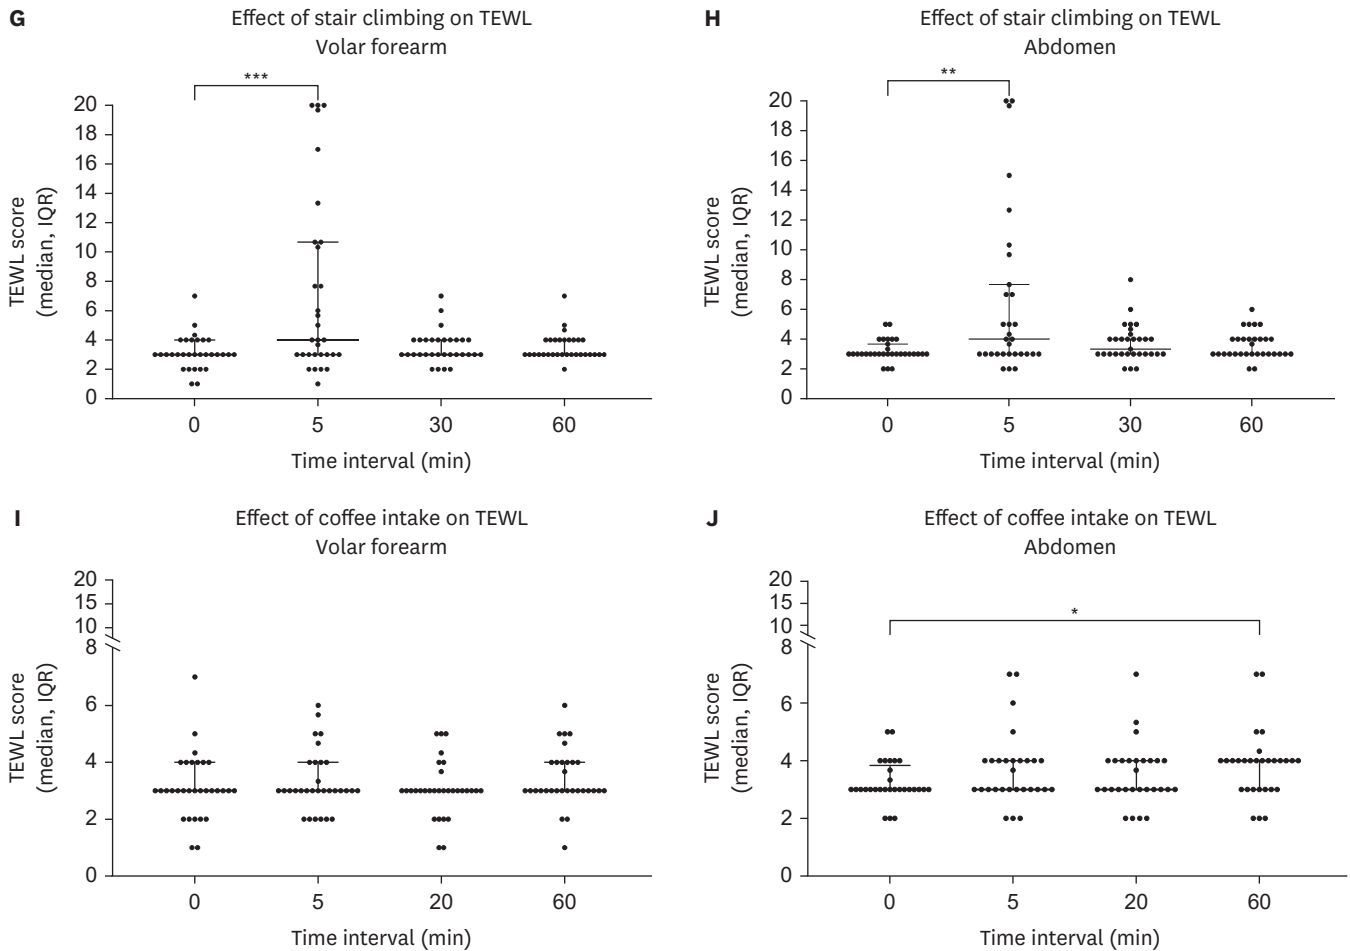 G
Effect of stair climbing on TEWL
Volar forearm
***
TEWL score
(median, IQR)
20
18
16
14
12
10
8
6
4
2
0
0 5 30 60
Time interval (min)
H
Effect of stair climbing on TEWL
Abdomen
**
TEWL score
(median, IQR)
20
18
16
14
12
10
8
6
4
2
0
0 5 30 60
Time interval (min)
I
Effect of coffee intake on TEWL
Volar forearm
TEWL score
(median, IQR)
20
15
10
8
6
4
2
0
0 5 20 60
Time interval (min)
J
Effect of coffee intake on TEWL
Abdomen
*
TEWL score
(median, IQR)
20
15
10
8
6
4
2
0
0 5 20 60
Time interval (min)